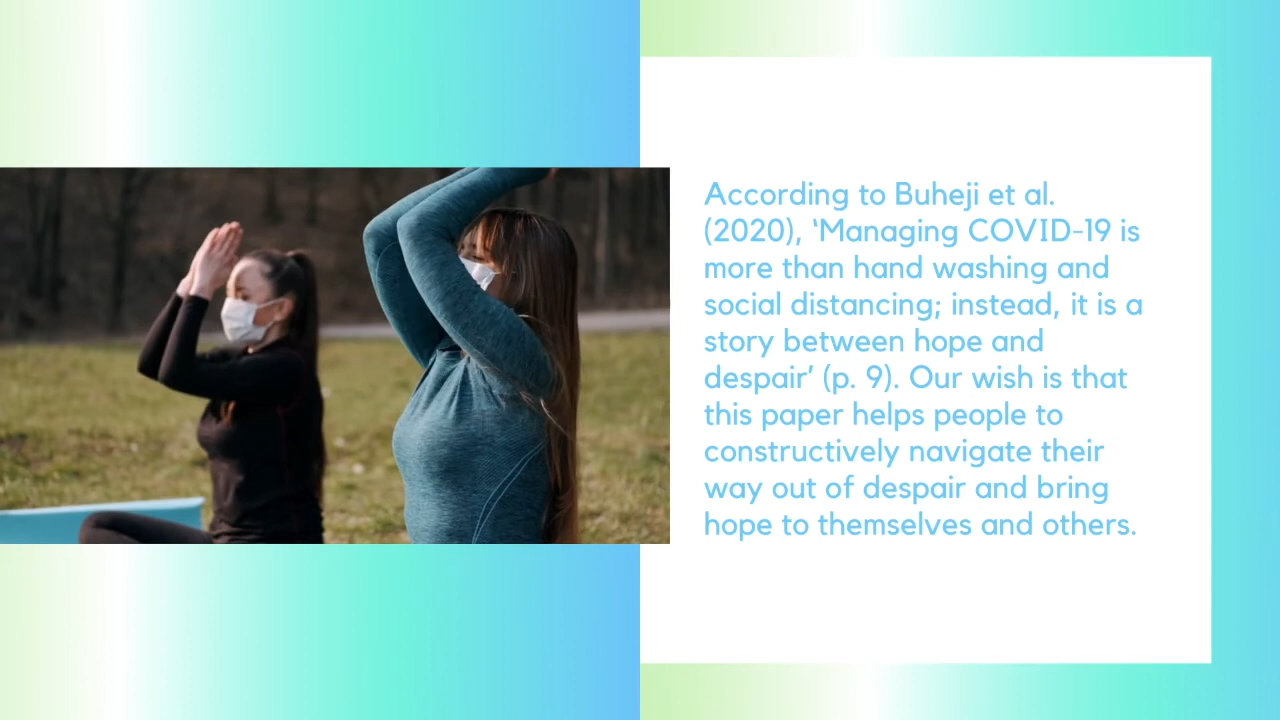 According to Buheji et al.
(2020), ‘Managing COVID-19 is
more than hand washing and
social distancing; instead, it is a
story between hope and
despair’ (p. 9). Our wish is that
this paper helps people to
constructively navigate their
way out of despair and bring
hope to themselves and others.